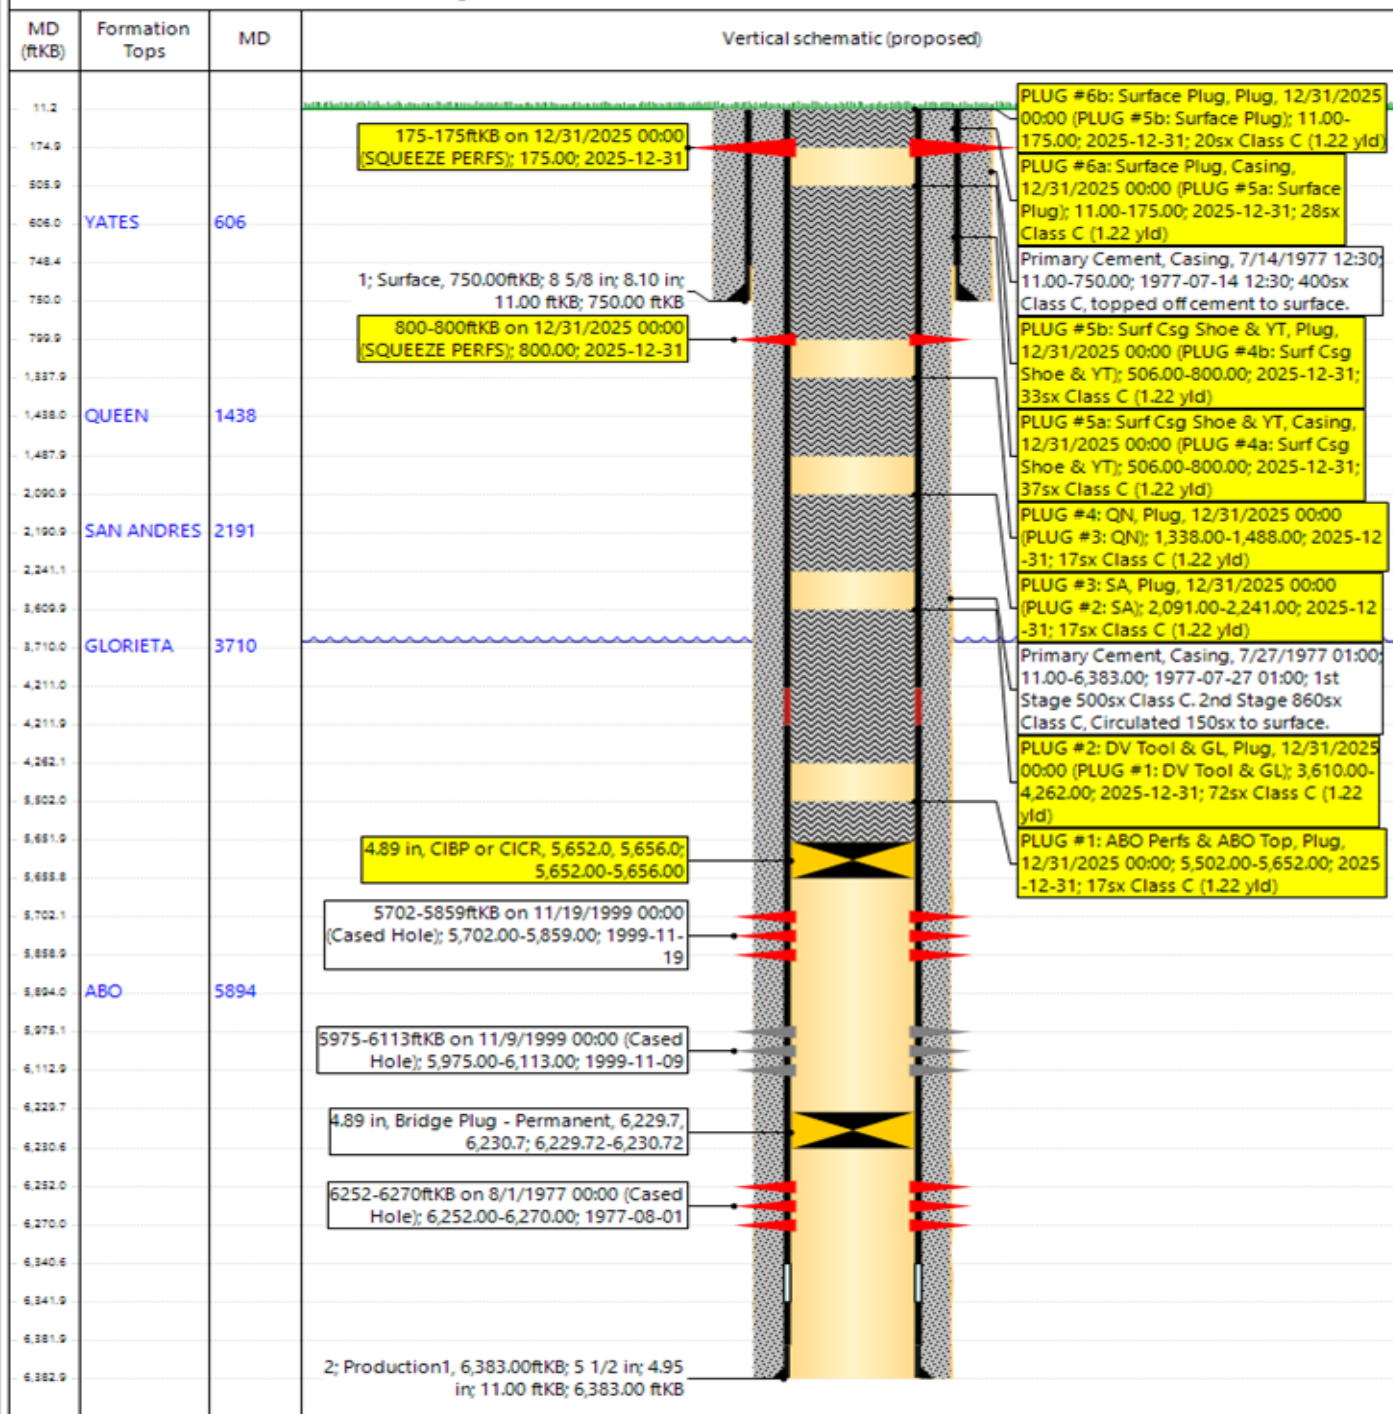 MD
(ftKB)
Formation
Tops
MD
Vertical schematic (proposed)
11.2
174.9
505.9
606.0
748.4
750.0
799.9
1,337.9
1,438.0
1,487.9
2,090.9
2,190.9
2,241.1
3,609.9
3,710.0
4,211.0
4,211.9
4,262.1
5,502.0
5,651.9
5,655.8
5,702.1
5,858.9
5,894.0
5,975.1
6,112.9
6,229.7
6,230.6
6,252.0
6,270.0
6,340.6
6,341.9
6,381.9
6,382.9
YATES 606
QUEEN 1438
SAN ANDRES 2191
GLORIETA 3710
ABO 5894
175-175ftKB on 12/31/2025 00:00
(SQUEEZE PERFS); 175.00; 2025-12-31
1; Surface, 750.00ftKB; 8 5/8 in; 8.10 in;
11.00 ftKB; 750.00 ftKB
800-800ftKB on 12/31/2025 00:00
(SQUEEZE PERFS); 800.00; 2025-12-31
4.89 in, CIBP or CICR, 5,652.0, 5,656.0;
5,652.00-5,656.00
5702-5859ftKB on 11/19/1999 00:00
(Cased Hole); 5,702.00-5,859.00; 1999-11-
19
5975-6113ftKB on 11/9/1999 00:00 (Cased
Hole); 5,975.00-6,113.00; 1999-11-09
4.89 in, Bridge Plug - Permanent, 6,229.7,
6,230.7; 6,229.72-6,230.72
6252-6270ftKB on 8/1/1977 00:00 (Cased
Hole); 6,252.00-6,270.00; 1977-08-01
2; Production1, 6,383.00ftKB; 5 1/2 in; 4.95
in; 11.00 ftKB; 6,383.00 ftKB
PLUG #6b: Surface Plug, Plug, 12/31/2025
00:00 (PLUG #5b: Surface Plug); 11.00-
175.00; 2025-12-31; 20sx Class C (1.22 yld)
PLUG #6a: Surface Plug, Casing,
12/31/2025 00:00 (PLUG #5a: Surface
Plug); 11.00-175.00; 2025-12-31; 28sx
Class C (1.22 yld)
Primary Cement, Casing, 7/14/1977 12:30;
11.00-750.00; 1977-07-14 12:30; 400sx
Class C, topped off cement to surface.
PLUG #5b: Surf Csg Shoe & YT, Plug,
12/31/2025 00:00 (PLUG #4b: Surf Csg
Shoe & YT); 506.00-800.00; 2025-12-31;
33sx Class C (1.22 yld)
PLUG #5a: Surf Csg Shoe & YT, Casing,
12/31/2025 00:00 (PLUG #4a: Surf Csg
Shoe & YT); 506.00-800.00; 2025-12-31;
37sx Class C (1.22 yld)
PLUG #4: QN, Plug, 12/31/2025 00:00
(PLUG #3: QN); 1,338.00-1,488.00; 2025-12
-31; 17sx Class C (1.22 yld)
PLUG #3: SA, Plug, 12/31/2025 00:00
(PLUG #2: SA); 2,091.00-2,241.00; 2025-12
-31; 17sx Class C (1.22 yld)
Primary Cement, Casing, 7/27/1977 01:00;
11.00-6,383.00; 1977-07-27 01:00; 1st
Stage 500sx Class C. 2nd Stage 860sx
Class C, Circulated 150sx to surface.
PLUG #2: DV Tool & GL, Plug, 12/31/2025
00:00 (PLUG #1: DV Tool & GL); 3,610.00-
4,262.00; 2025-12-31; 72sx Class C (1.22
yld)
PLUG #1: ABO Perfs & ABO Top, Plug,
12/31/2025 00:00; 5,502.00-5,652.00; 2025
-12-31; 17sx Class C (1.22 yld)